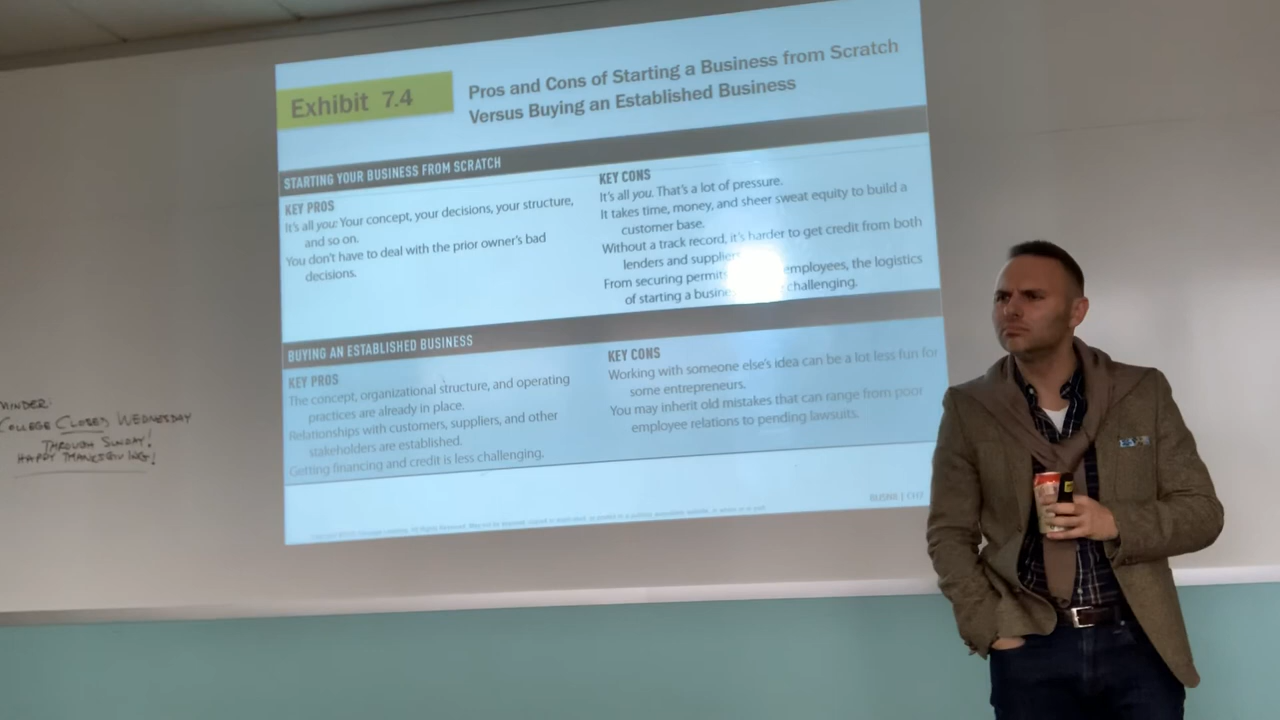 Exhibit 7.4
Pros and Cons of Starting a Business from Scratch
Versus Buying an Established Business
STARTING YOUR BUSINESS FROM SCRATCH
KEY PROS
It's all you: Your concept, your decisions, your structure,
and so on.
You don't have to deal with the prior owner's bad
decisions.
KEY CONS
It's all you. That's a lot of pressure.
It takes time, money, and sheer sweat equity to build a
customer base.
Without a track record, it's harder to get credit from both
lenders and
From securing employees, the logistics
of starting a challenging.
BUYING AN ESTABLISHED BUSINESS
KEY PROS
The concept, organizational structure, and operating
practices are already in place.
Relationships with customers, suppliers, and other
stakeholders are established.
Getting financing and credit is less challenging.
KEY CONS
Working with someone else's idea can be a lot less fun for
some entrepreneurs.
You may inherit old mistakes that can range from poor
employee relations to pending lawsuits.
COLLEGE CLOSES WEDNESDAY
THROUGH SUNDAY!
HAPPY THANKSGIVING!